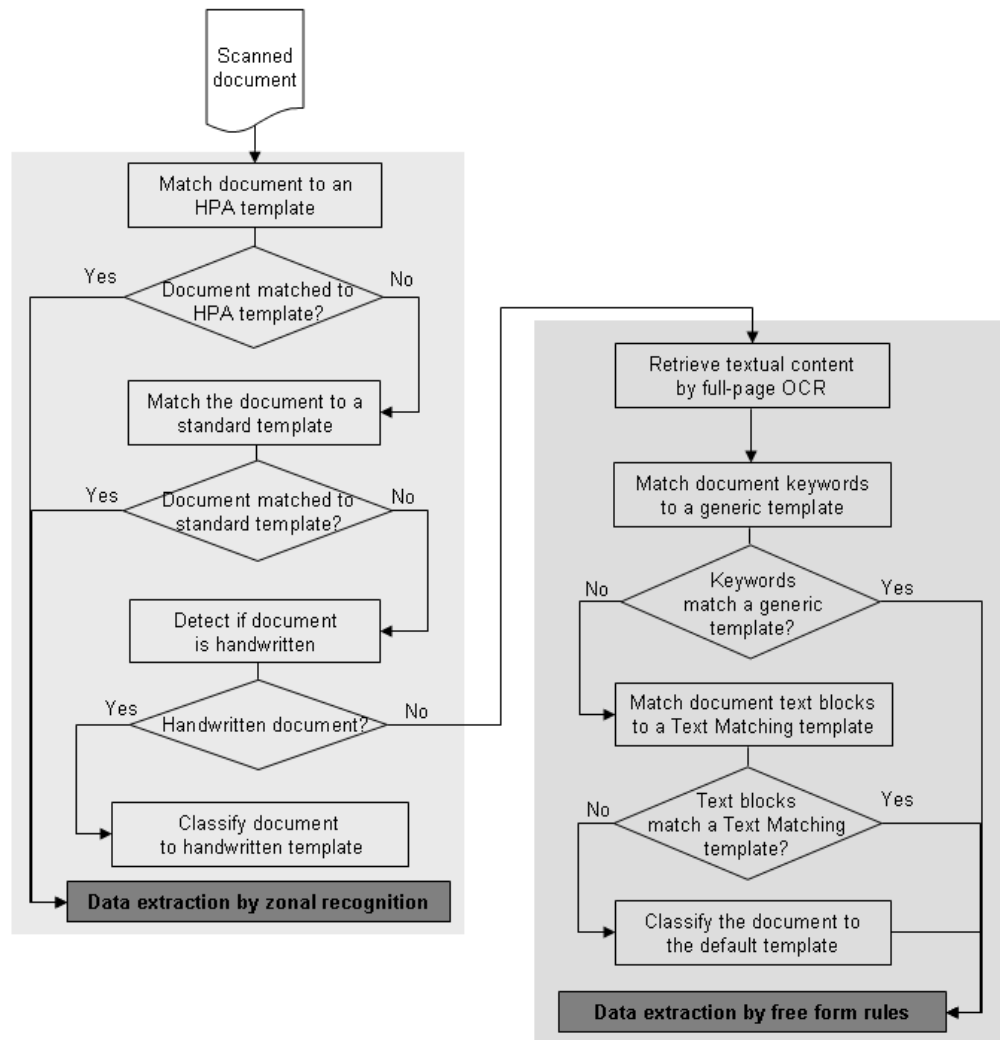 Scanned
document
Match document to an
HPA template
Yes
No
Document matched to
HPA template?
Match the document to a
standard template
Yes
No
Document matched to
standard template?
Detect if document
is handwritten
Yes
No
Handwritten document?
Classify document
to handwritten template
Data extraction by zonal recognition
Retrieve textual content
by full-page OCR
Match document keywords
to a generic template
No
Yes
Keywords
match a generic
template?
Match document text blocks
to a Text Matching template
No
Yes
Text blocks
match a Text Matching
template?
Classify the document to
the default template
Data extraction by free form rules